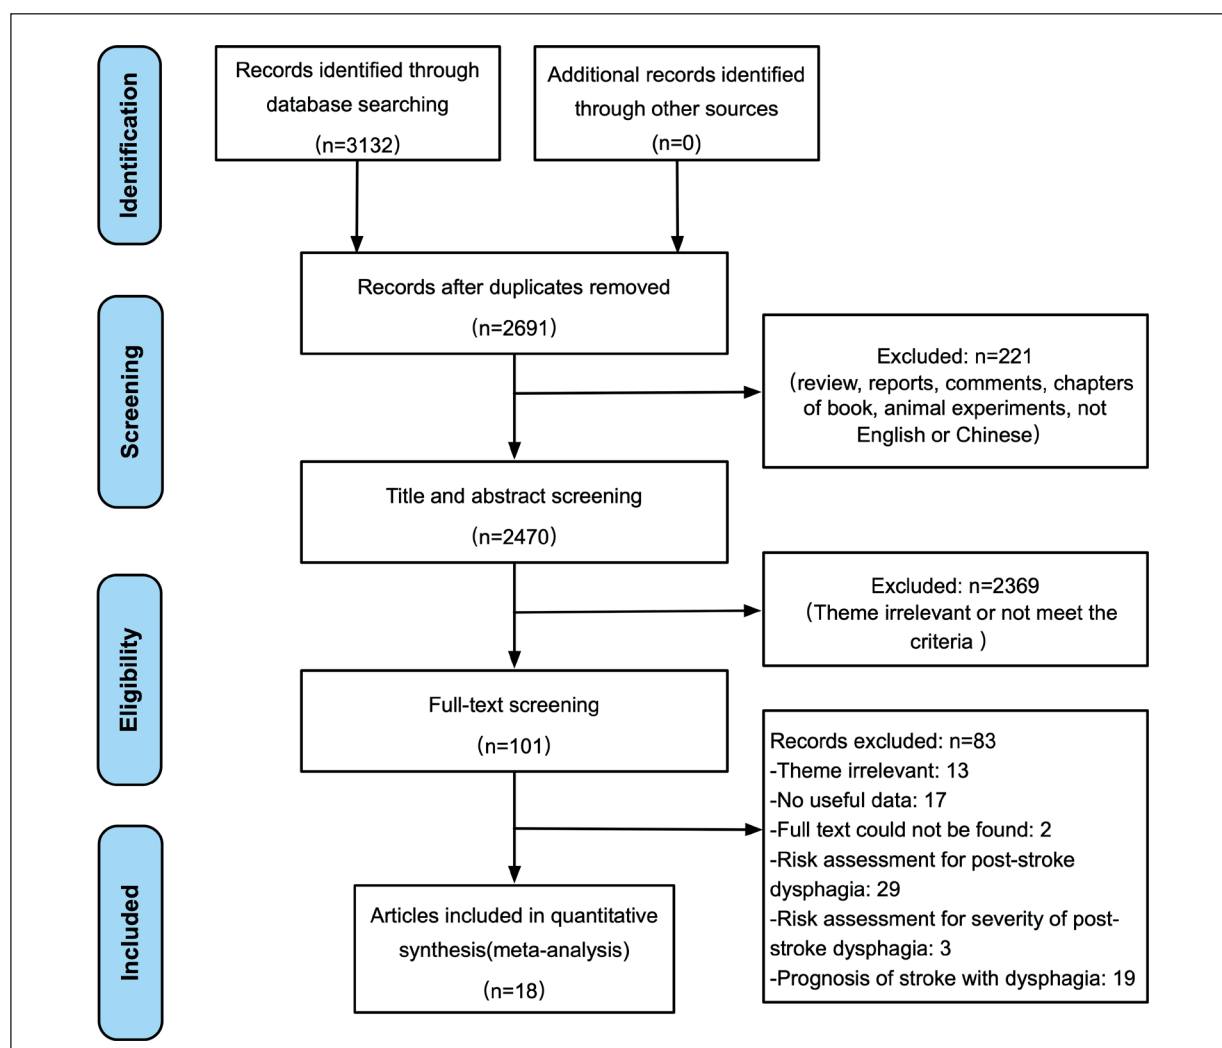 Identification
Records identified through
database searching
(n=3132)
Additional records identified
through other sources
(n=0)
Records after duplicates removed
(n=2691)
Screening
Excluded: n=221
(review, reports, comments, chapters
of book, animal experiments, not
English or Chinese)
Title and abstract screening
(n=2470)
Eligibility
Excluded: n=2369
(Theme irrelevant or not meet the
criteria )
Full-text screening
(n=101)
Records excluded: n=83
-Theme irrelevant: 13
-No useful data: 17
-Full text could not be found: 2
-Risk assessment for post-stroke
dysphagia: 29
-Risk assessment for severity of post-
stroke dysphagia: 3
-Prognosis of stroke with dysphagia: 19
Included
Articles included in quantitative
synthesis(meta-analysis)
(n=18)